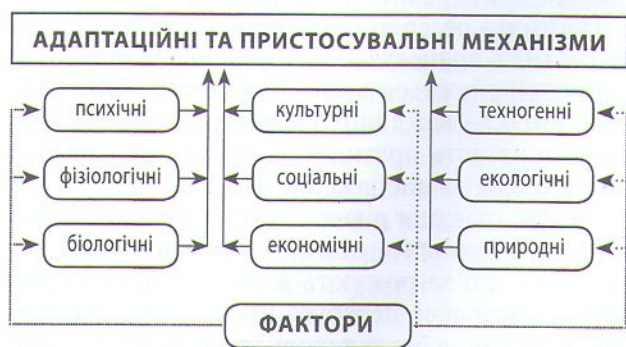 АДАПТАЦІЙНІ ТА ПРИСТОСУВАЛЬНІ МЕХАНІЗМИ
психічні культурні техногенні
фізіологічні соціальні екологічні
біологічні економічні природні
ФАКТОРИ